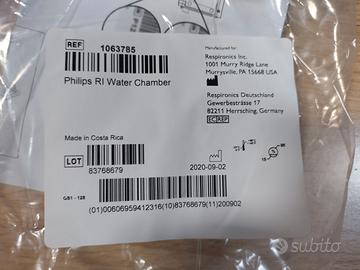 REF 1063785
Philips RI Water Chamber
Manufactured for:
Respironics Inc.
1001 Murry Ridge Lane
Murrysville, PA 15668 USA
Respironics Deutschland
Gewerbestrasse 17
82211 Herrsching, Germany
EC REP
Made in Costa Rica
LOT 83768679
2020-09-02
GS1-128
(01)00606959412316(10)83768679(11)200902
subito